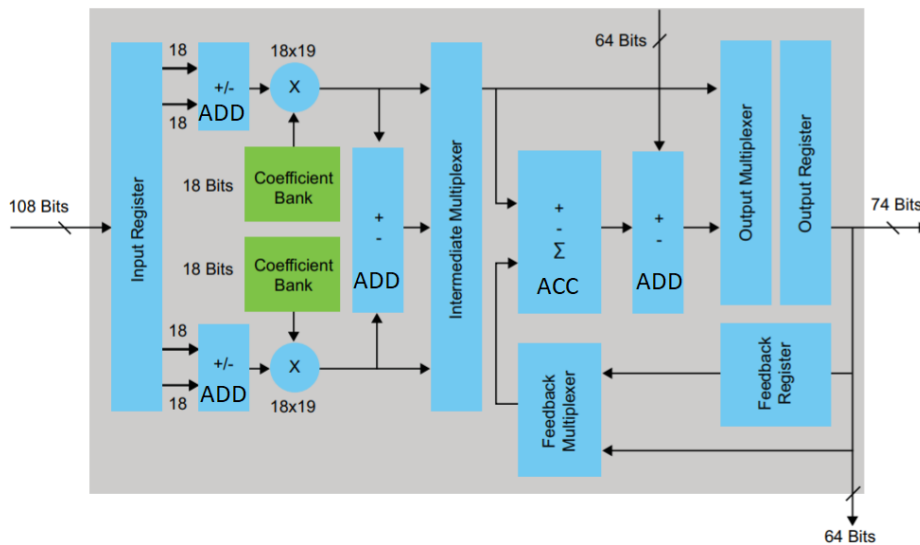 64 Bits
18
18x19
+/-
ADD
X
18
18 Bits
Coefficient
Bank
108 Bits
Input Register
+
-
ADD
Intermediate Multiplexer
+
-
Σ
ACC
+
-
ADD
Output Multiplexer
Output Register
74 Bits
18 Bits
Coefficient
Bank
18
+/-
ADD
X
18
18x19
Feedback
Multiplexer
Feedback
Register
64 Bits